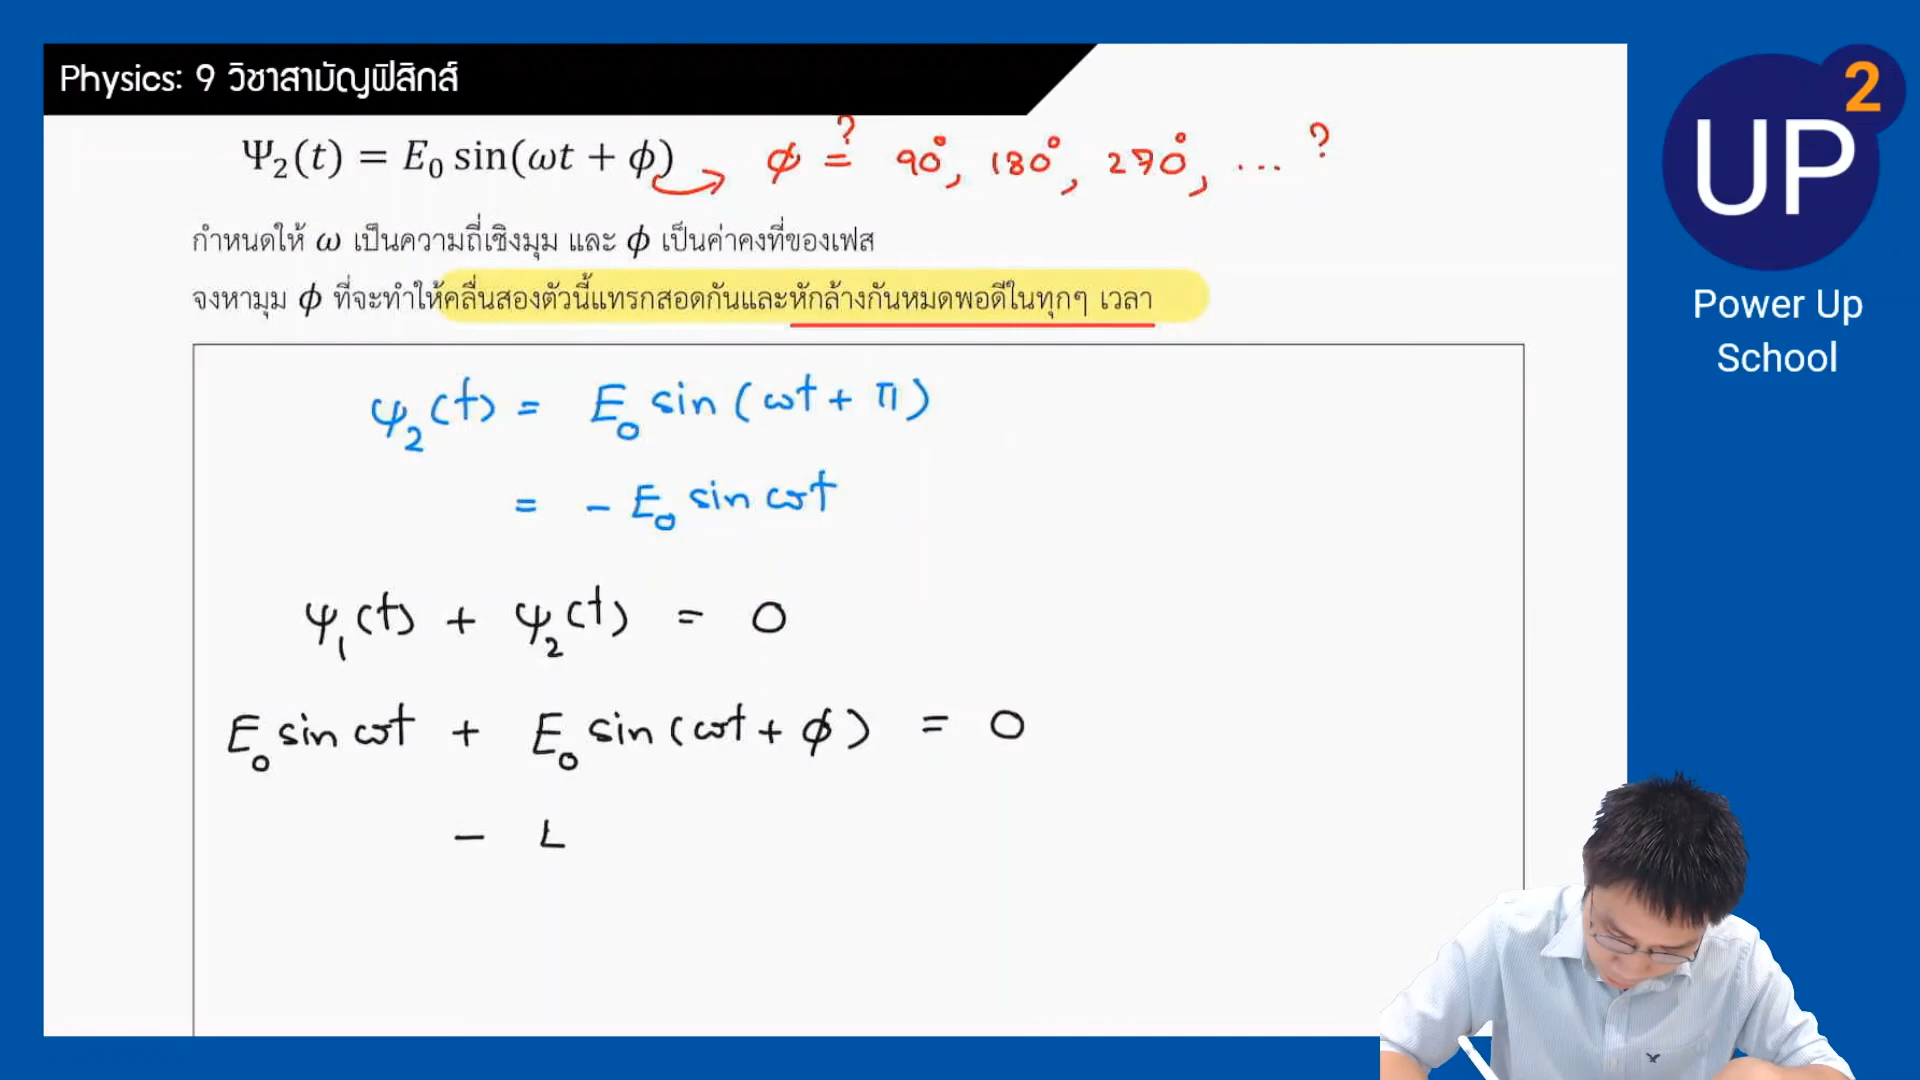 Physics: 9 วิชาสามัญฟิสิกส์
Ψ₂(t) = E₀ sin(ωt + ϕ) ϕ =? 90°, 180°, 270°, ... ?
กำหนดให้ ω เป็นความถี่เชิงมุม และ ϕ เป็นค่าคงที่ของเฟส
จงหามุม ϕ ที่จะทำให้คลื่นสองตัวนี้แทรกสอดกันและหักล้างกันหมดพอดีในทุกๆ เวลา
ψ₂(t) = E₀ sin(ωt + π)
= - E₀ sin ωt
ψ₁(t) + ψ₂(t) = 0
E₀ sin ωt + E₀ sin(ωt + ϕ) = 0
- L
UP²
Power Up
School